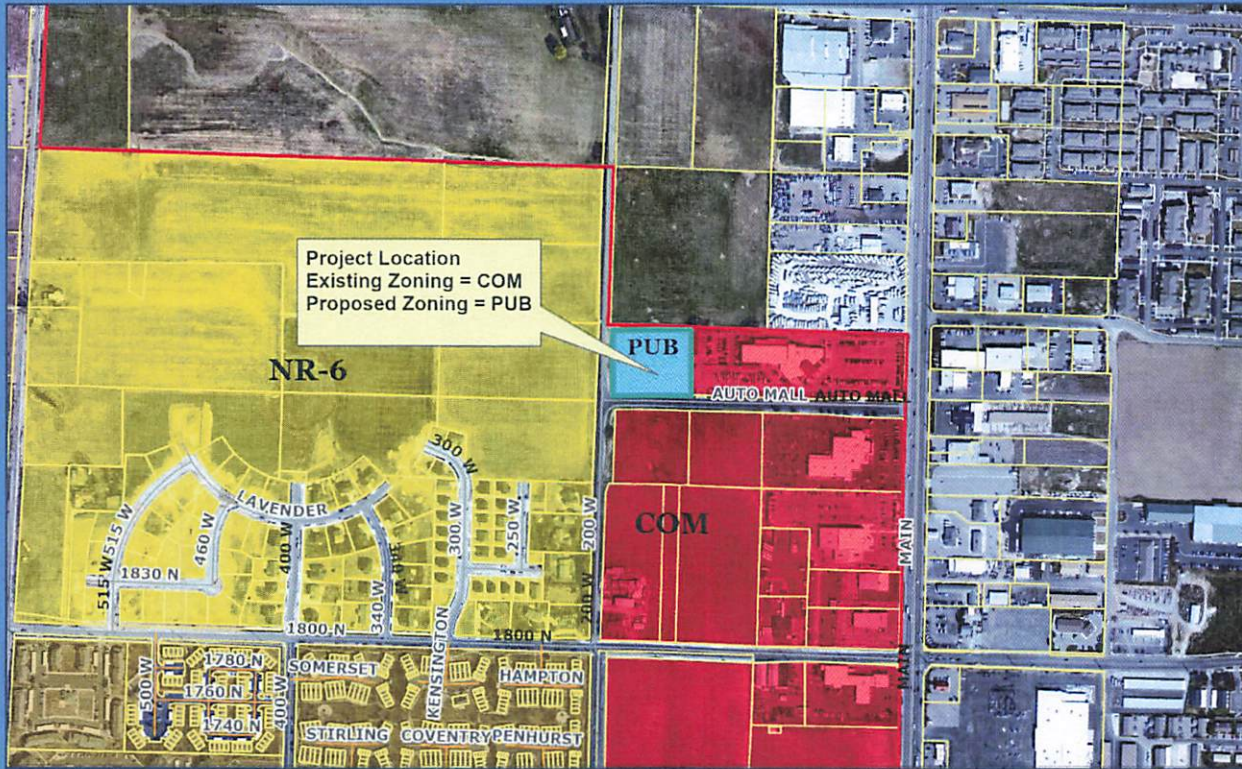 Project Location
Existing Zoning = COM
Proposed Zoning = PUB
PUB
NR-6
AUTO MALL AUTO MALL
300 W
LAVENDER
COM
515 W 515 W
460 W
400 W
300 W
250 W
200 W
MAIN
1830 N
340 W
200 W
1800 N
1800 N
KENSINGTON
MAIN
1780 N
SOMERSET
HAMPTON
500 W
1760 N
400 W
1740 N
STIRLING COVENTRY PENHURST